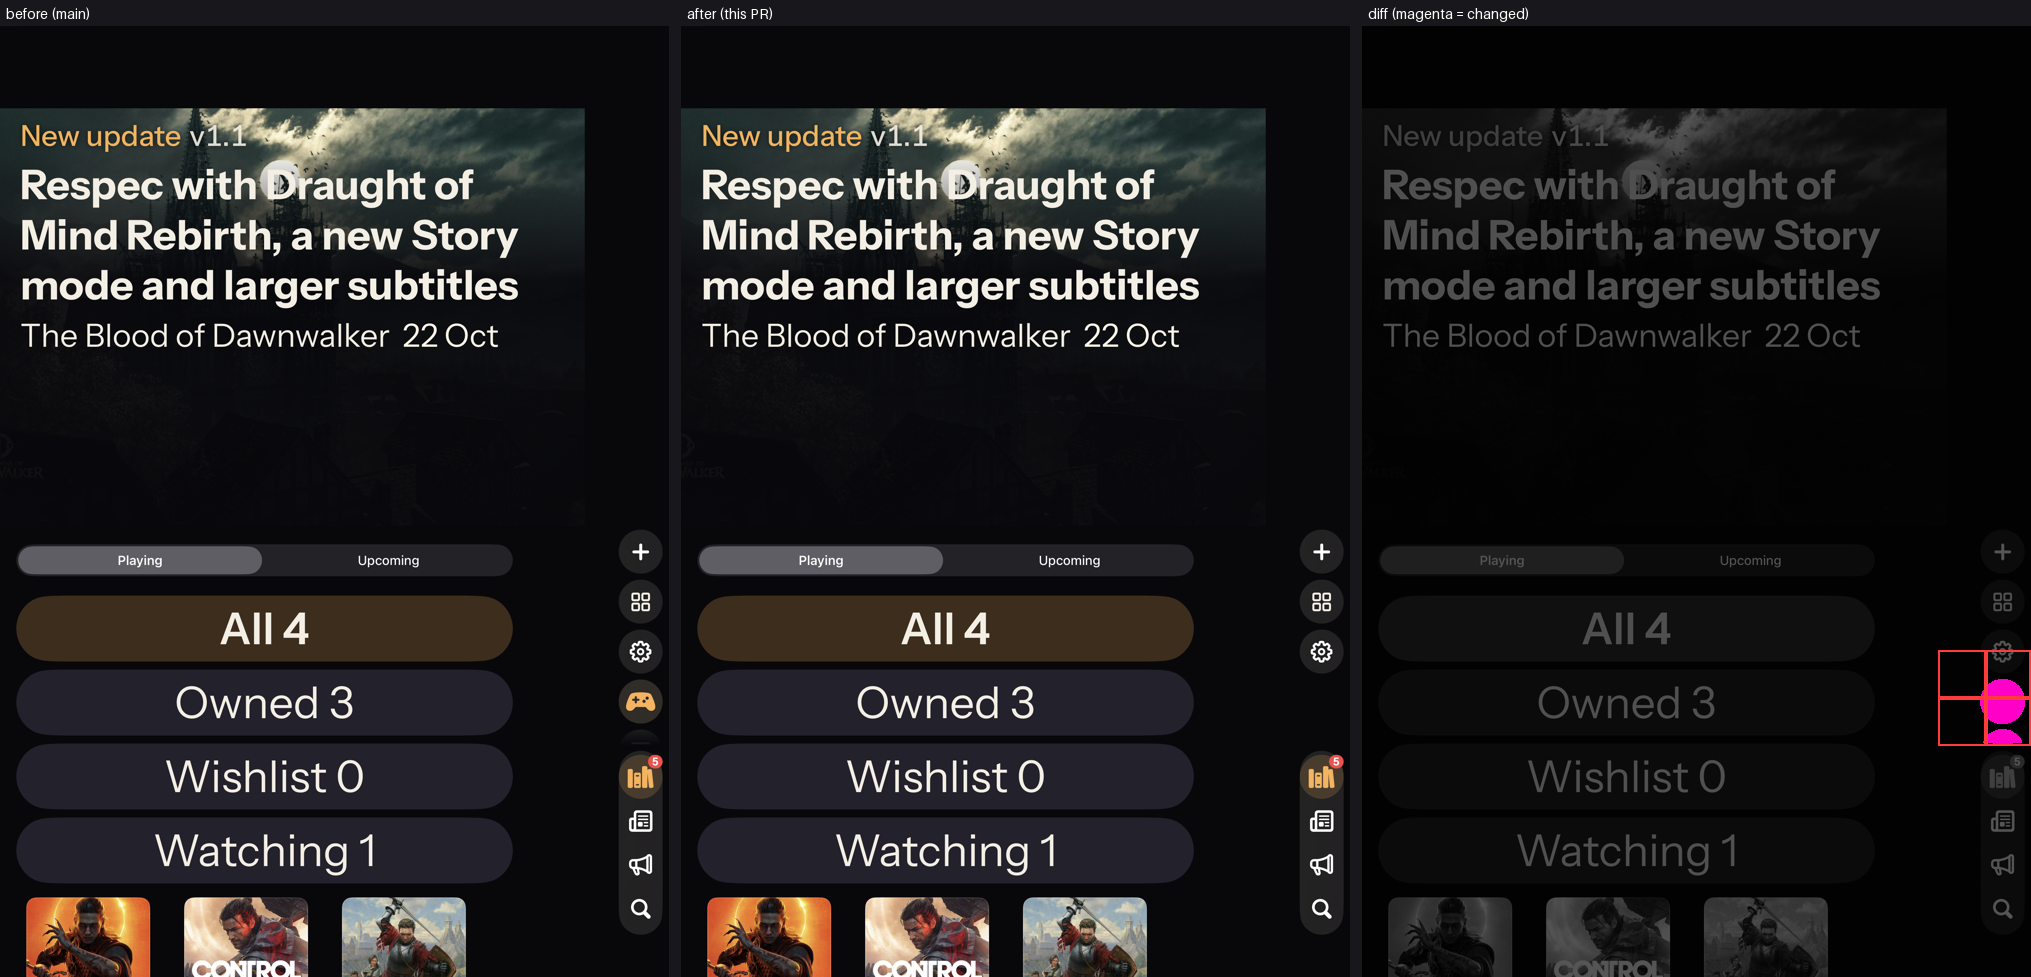 before (main)
New update v1.1
Respec with Draught of
Mind Rebirth, a new Story
mode and larger subtitles
The Blood of Dawnwalker 22 Oct
WALKER
Playing
Upcoming
All 4
Owned 3
Wishlist 0
Watching 1
5
CONTROL
after (this PR)
New update v1.1
Respec with Draught of
Mind Rebirth, a new Story
mode and larger subtitles
The Blood of Dawnwalker 22 Oct
WALKER
Playing
Upcoming
All 4
Owned 3
Wishlist 0
Watching 1
5
CONTROL
diff (magenta = changed)
New update v1.1
Respec with Draught of
Mind Rebirth, a new Story
mode and larger subtitles
The Blood of Dawnwalker 22 Oct
Playing
Upcoming
All 4
Owned 3
Wishlist 0
Watching 1
5
CONTROL